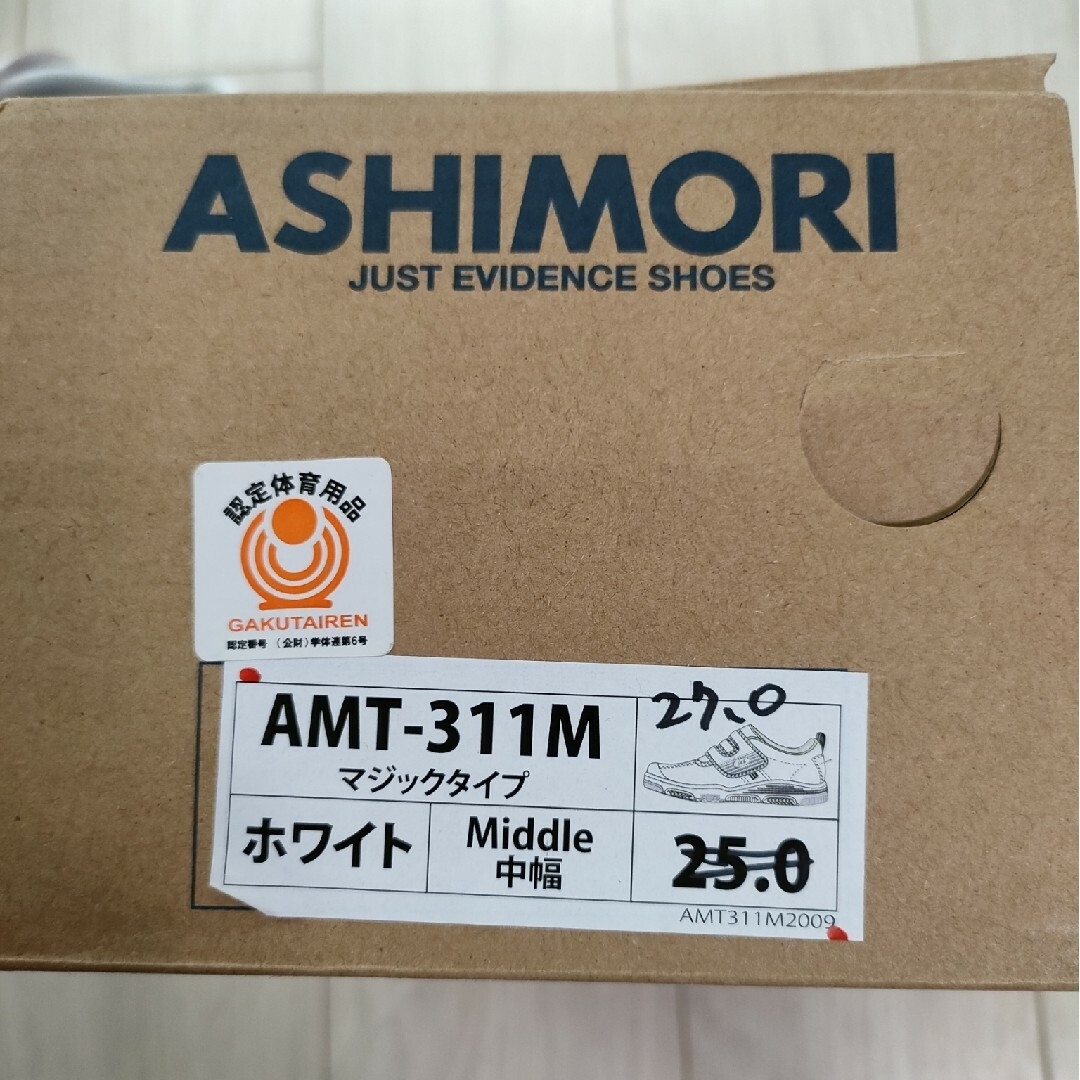 ASHIMORI
JUST EVIDENCE SHOES
認定体育用品
GAKUTAIREN
認定番号 (公財)学体連第6号
AMT-311M
マジックタイプ
27.0
ホワイト
Middle
中幅
25.0
AMT311M2009